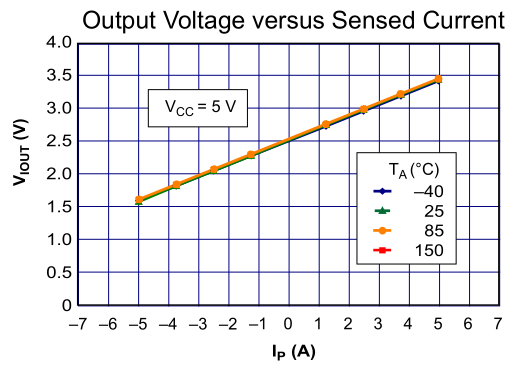 Output Voltage versus Sensed Current
4.0
3.5
3.0
2.5
2.0
1.5
1.0
0.5
0
VIOUT (V)
VCC = 5 V
TA (°C)
–40
25
85
150
–7 –6 –5 –4 –3 –2 –1 0 1 2 3 4 5 6 7
IP (A)